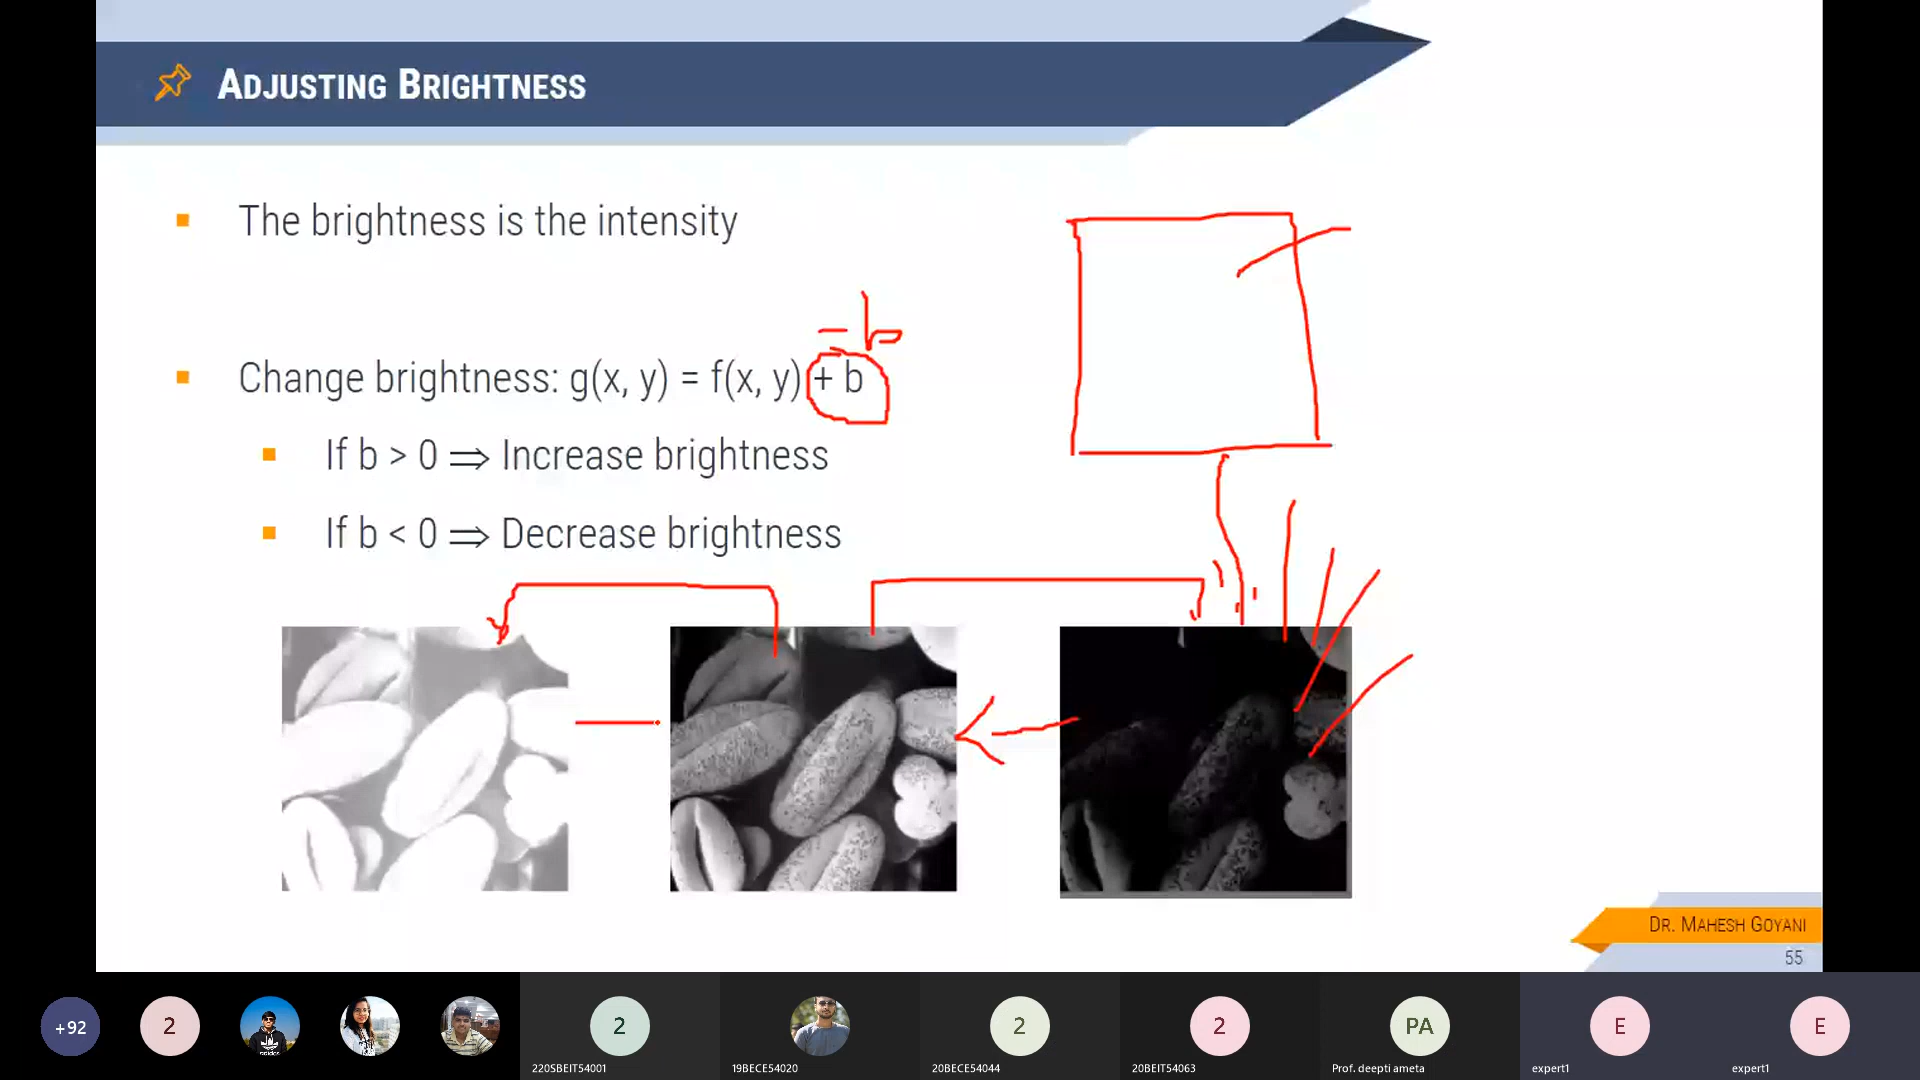 ADJUSTING BRIGHTNESS
The brightness is the intensity
- b
Change brightness: g(x, y) = f(x, y) + b
If b > 0 ⇒ Increase brightness
If b < 0 ⇒ Decrease brightness
DR. MAHESH GOYANI
55
+92
2
2
2
2
PA
E
E
220SBEIT54001
19BECE54020
20BECE54044
20BEIT54063
Prof. deepti ameta
expert1
expert1